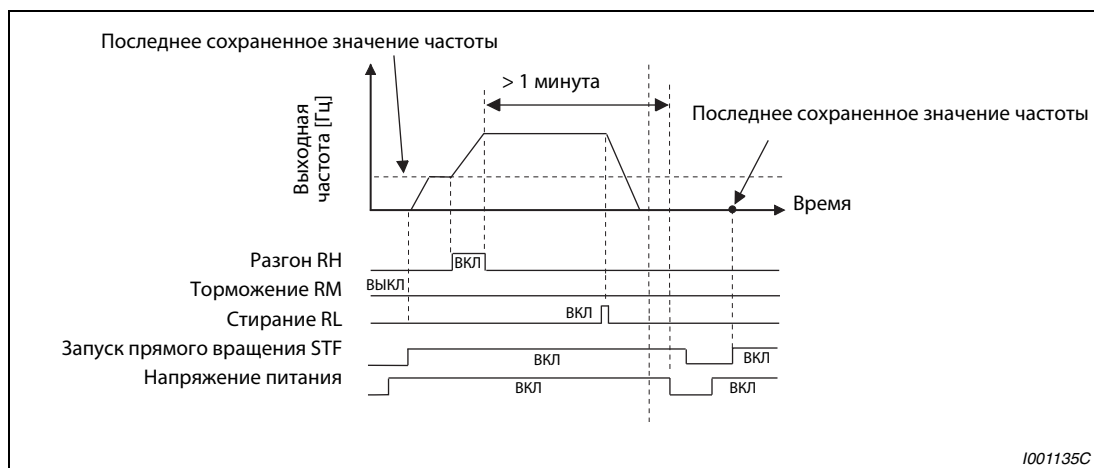 Последнее сохраненное значение частоты
> 1 минута
Последнее сохраненное значение частоты
Выходная
частота [Гц]
Время
Разгон RH
ВКЛ
Торможение RM
ВЫКЛ
Стирание RL
ВКЛ
Запуск прямого вращения STF
ВКЛ
ВКЛ
Напряжение питания
ВКЛ
ВКЛ
I001135C